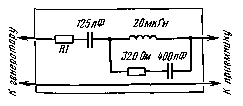 125пФ
20мкГн
R1
320 Ом
400пФ
К генератору
К приемнику